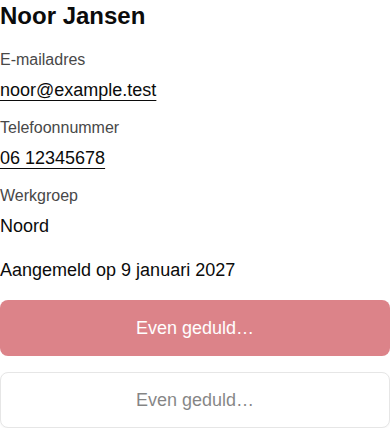 Noor Jansen
E-mailadres
noor@example.test
Telefoonnummer
06 12345678
Werkgroep
Noord
Aangemeld op 9 januari 2027
Even geduld…
Even geduld…